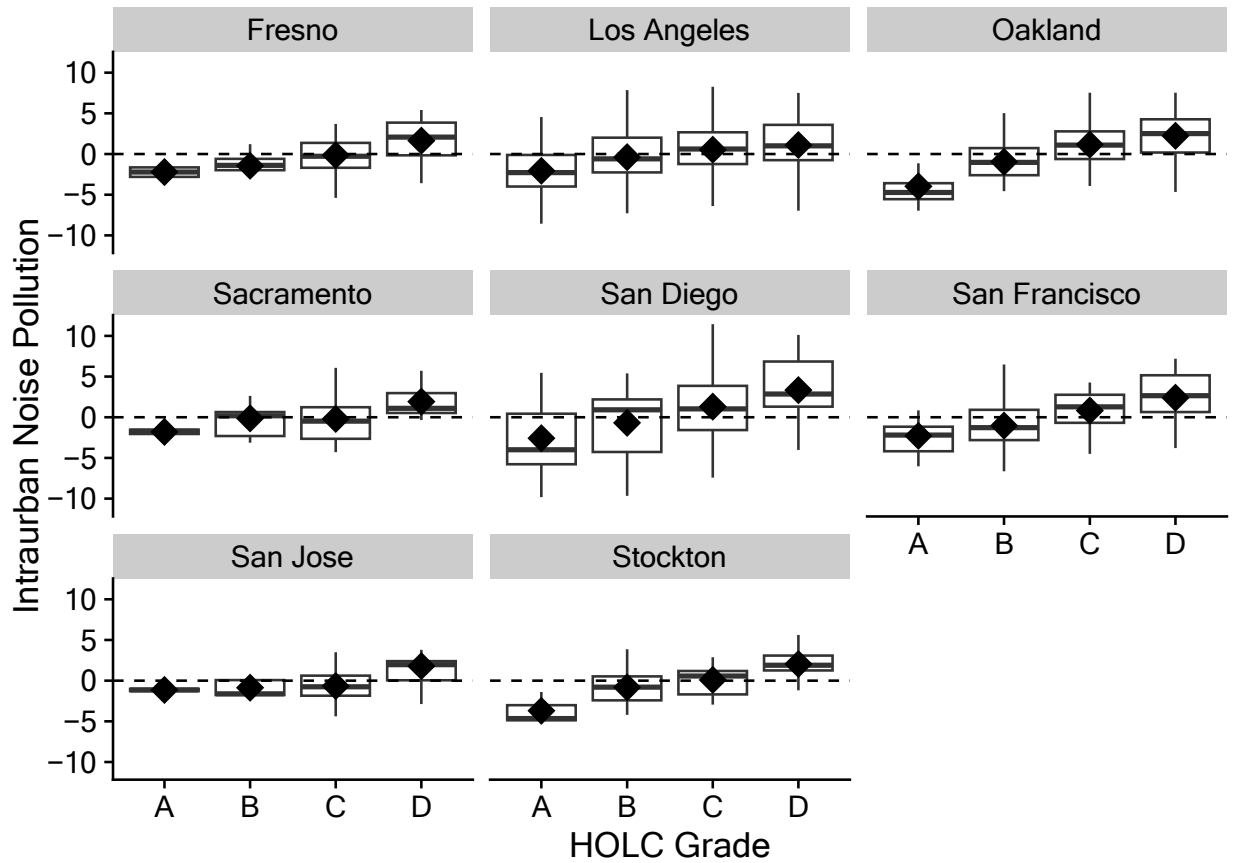 Intraurban Noise Pollution
Fresno
Los Angeles
Oakland
10
5
0
−5
−10
Sacramento
San Diego
San Francisco
10
5
0
−5
−10
A B C D
San Jose
Stockton
10
5
0
−5
−10
A B C D
A B C D
HOLC Grade